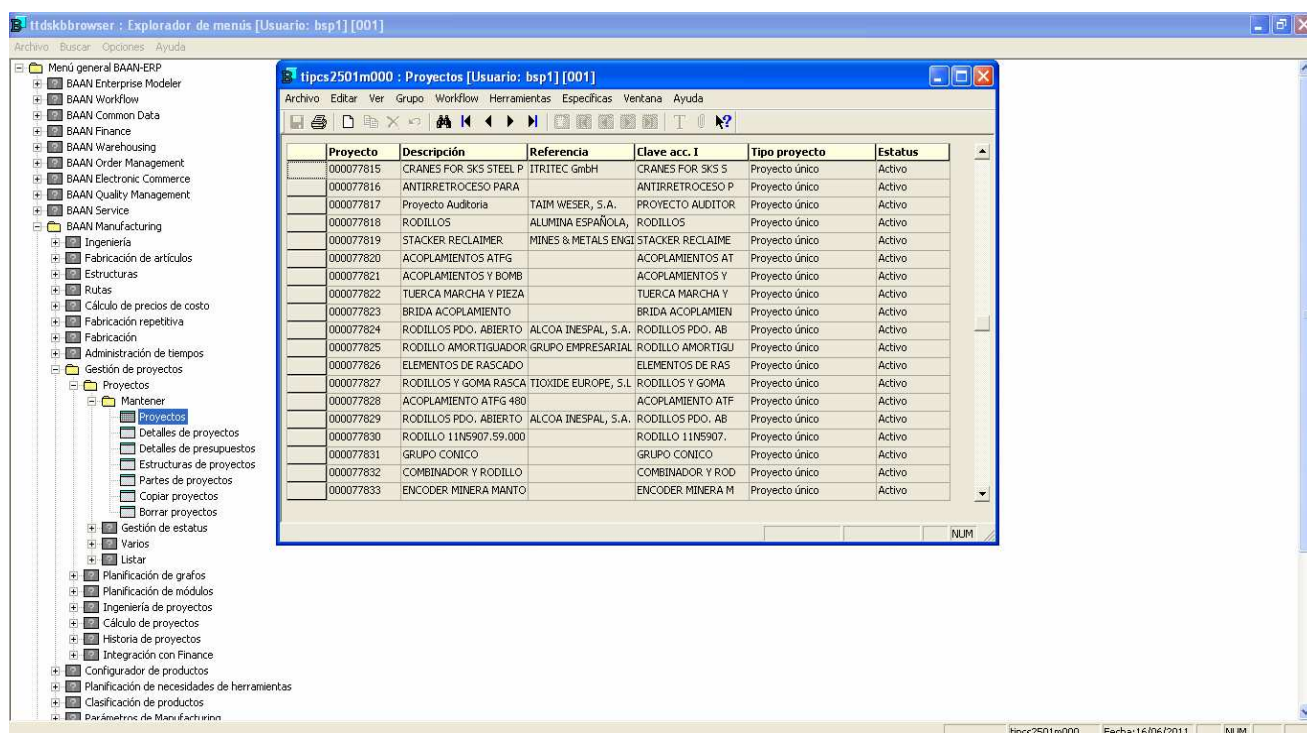 ttdskbbrowser : Explorador de menús [Usuario: bsp1] [001]
Archivo Buscar Opciones Ayuda
Menú general BAAN-ERP
BAAN Enterprise Modeler
BAAN Workflow
BAAN Common Data
BAAN Finance
BAAN Warehousing
BAAN Order Management
BAAN Electronic Commerce
BAAN Quality Management
BAAN Service
BAAN Manufacturing
Ingeniería
Fabricación de artículos
Estructuras
Rutas
Cálculo de precios de costo
Fabricación repetitiva
Fabricación
Administración de tiempos
Gestión de proyectos
Proyectos
Mantener
Proyectos
Detalles de proyectos
Detalles de presupuestos
Estructuras de proyectos
Partes de proyectos
Copiar proyectos
Borrar proyectos
Gestión de estatus
Varios
Listar
Planificación de grafos
Planificación de módulos
Ingeniería de proyectos
Cálculo de proyectos
Historia de proyectos
Integración con Finance
Configurador de productos
Planificación de necesidades de herramientas
Clasificación de productos
Parámetros de Manufacturing
tipcs2501m000 : Proyectos [Usuario: bsp1] [001]
Archivo Editar Ver Grupo Workflow Herramientas Específicas Ventana Ayuda
Proyecto Descripción Referencia Clave acc. I Tipo proyecto Estatus
000077815 CRANES FOR SKS STEEL P ITRITEC GmbH CRANES FOR SKS S Proyecto único Activo
000077816 ANTIRRETROCESO PARA ANTIRRETROCESO P Proyecto único Activo
000077817 Proyecto Auditoria TAIM WESER, S.A. PROYECTO AUDITOR Proyecto único Activo
000077818 RODILLOS ALUMINA ESPAÑOLA, RODILLOS Proyecto único Activo
000077819 STACKER RECLAIMER MINES & METALS ENGI STACKER RECLAIME Proyecto único Activo
000077820 ACOPLAMIENTOS ATFG ACOPLAMIENTOS AT Proyecto único Activo
000077821 ACOPLAMIENTOS Y BOMB ACOPLAMIENTOS Y Proyecto único Activo
000077822 TUERCA MARCHA Y PIEZA TUERCA MARCHA Y Proyecto único Activo
000077823 BRIDA ACOPLAMIENTO BRIDA ACOPLAMIEN Proyecto único Activo
000077824 RODILLOS PDO. ABIERTO ALCOA INESPAL, S.A. RODILLOS PDO. AB Proyecto único Activo
000077825 RODILLO AMORTIGUADOR GRUPO EMPRESARIAL RODILLO AMORTIGU Proyecto único Activo
000077826 ELEMENTOS DE RASCADO ELEMENTOS DE RAS Proyecto único Activo
000077827 RODILLOS Y GOMA RASCA TIOXIDE EUROPE, S.L RODILLOS Y GOMA Proyecto único Activo
000077828 ACOPLAMIENTO ATFG 480 ACOPLAMIENTO ATF Proyecto único Activo
000077829 RODILLOS PDO. ABIERTO ALCOA INESPAL, S.A. RODILLOS PDO. AB Proyecto único Activo
000077830 RODILLO 11N5907.59.000 RODILLO 11N5907. Proyecto único Activo
000077831 GRUPO CONICO GRUPO CONICO Proyecto único Activo
000077832 COMBINADOR Y RODILLO COMBINADOR Y ROD Proyecto único Activo
000077833 ENCODER MINERA MANTO ENCODER MINERA M Proyecto único Activo
NUM
tipcs2501m000 Fecha:16/06/2011 NUM